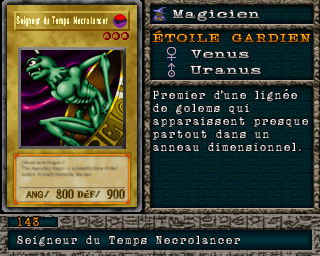 Seigneur du Temps Necrolancer
ANG/ 800 DÉF/ 900
Magicien
ÉTOILE GARDIEN
Venus
Uranus
Premier d'une lignée
de golems qui
apparaissent presque
partout dans un
anneau dimensionnel.
143
Seigneur du Temps Necrolancer